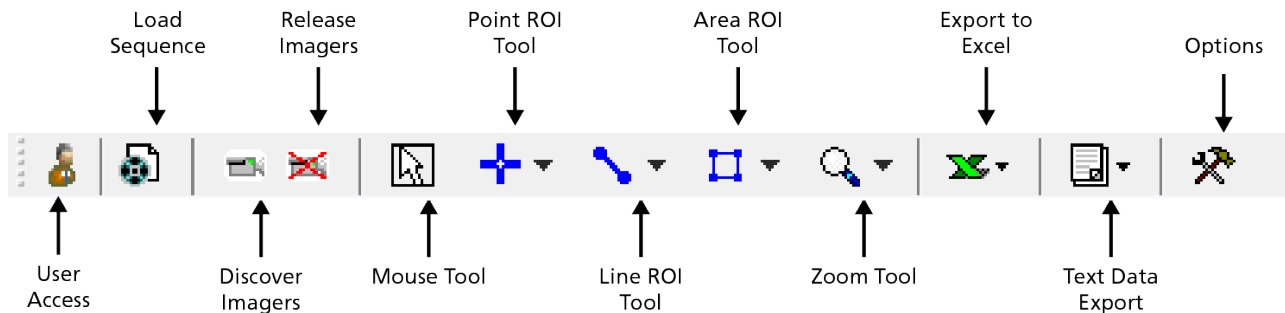 Load
Sequence
Release
Imagers
Point ROI
Tool
Area ROI
Tool
Export to
Excel
Options
User
Access
Discover
Imagers
Mouse Tool
Line ROI
Tool
Zoom Tool
Text Data
Export